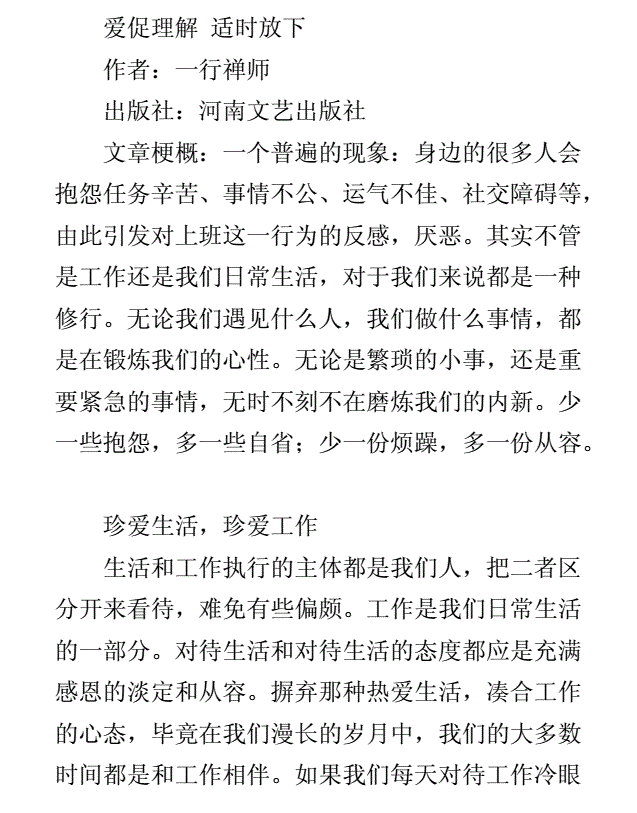 爱促理解 适时放下
作者：一行禅师
出版社：河南文艺出版社
文章梗概：一个普遍的现象：身边的很多人会
抱怨任务辛苦、事情不公、运气不佳、社交障碍等，
由此引发对上班这一行为的反感，厌恶。其实不管
是工作还是我们日常生活，对于我们来说都是一种
修行。无论我们遇见什么人，我们做什么事情，都
是在锻炼我们的心性。无论是繁琐的小事，还是重
要紧急的事情，无时不刻不在磨炼我们的内新。少
一些抱怨，多一些自省；少一份烦躁，多一份从容。
珍爱生活，珍爱工作
生活和工作执行的主体都是我们人，把二者区
分开来看待，难免有些偏颇。工作是我们日常生活
的一部分。对待生活和对待生活的态度都应是充满
感恩的淡定和从容。摒弃那种热爱生活，凑合工作
的心态，毕竟在我们漫长的岁月中，我们的大多数
时间都是和工作相伴。如果我们每天对待工作冷眼